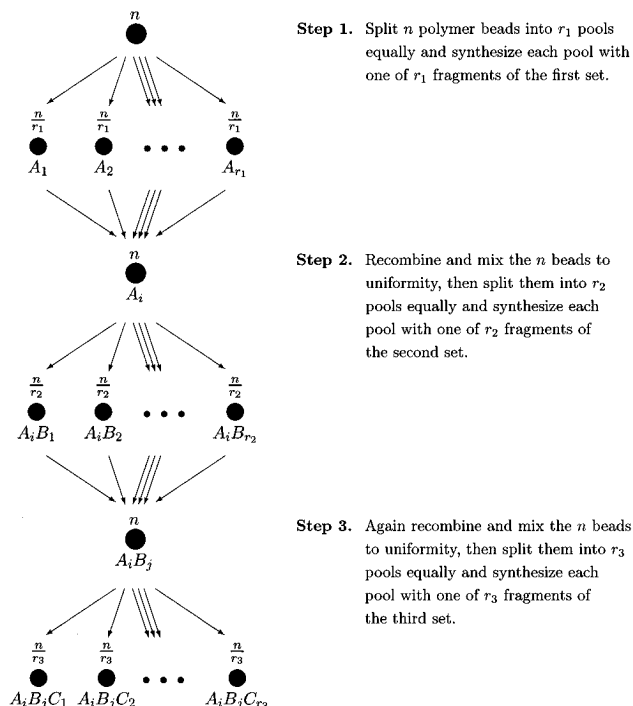 n
n/r₁ n/r₁ n/r₁
A₁ A₂ • • • A_{r₁}
n
A_i
n/r₂ n/r₂ n/r₂
A_iB₁ A_iB₂ • • • A_iB_{r₂}
n
A_iB_j
n/r₃ n/r₃ n/r₃
A_iB_jC₁ A_iB_jC₂ • • • A_iB_jC_{r₃}
Step 1. Split n polymer beads into r₁ pools
equally and synthesize each pool with
one of r₁ fragments of the first set.
Step 2. Recombine and mix the n beads to
uniformity, then split them into r₂
pools equally and synthesize each
pool with one of r₂ fragments of
the second set.
Step 3. Again recombine and mix the n beads
to uniformity, then split them into r₃
pools equally and synthesize each
pool with one of r₃ fragments of
the third set.